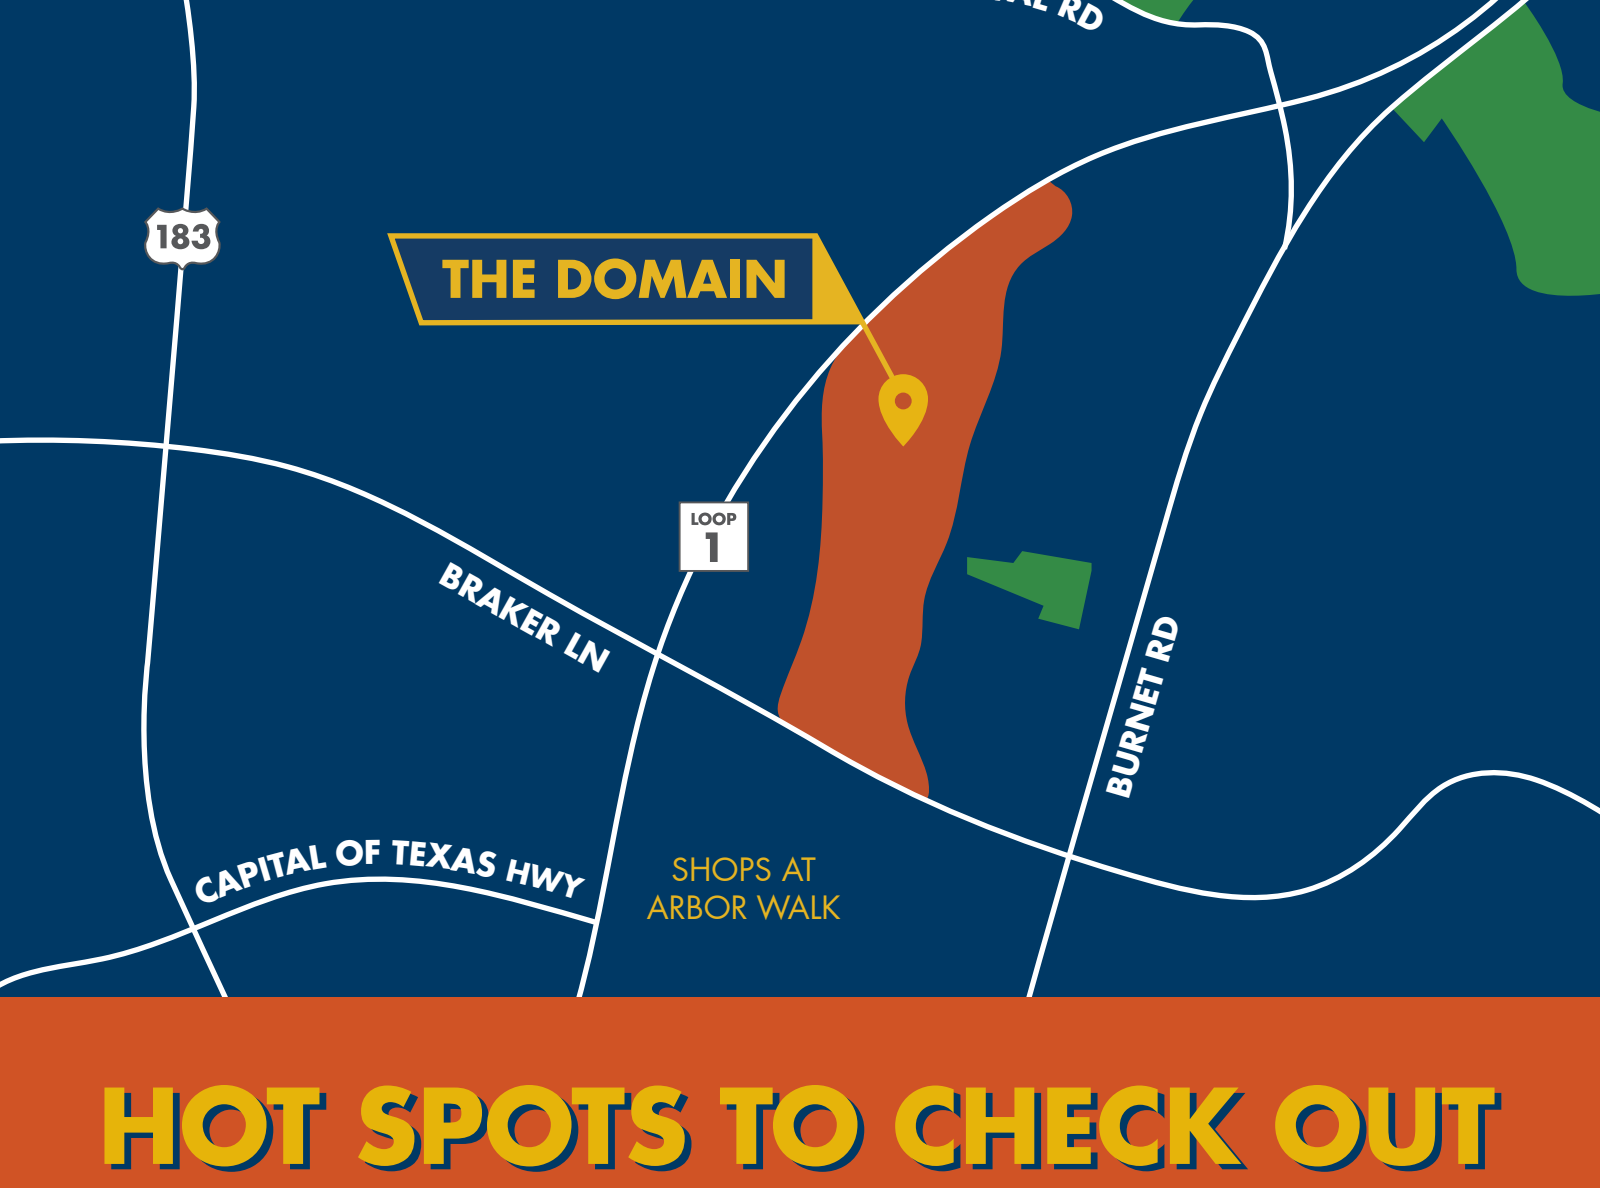 RD
183
THE DOMAIN
LOOP
1
BRAKER LN
BURNET RD
CAPITAL OF TEXAS HWY
SHOPS AT
ARBOR WALK
HOT SPOTS TO CHECK OUT